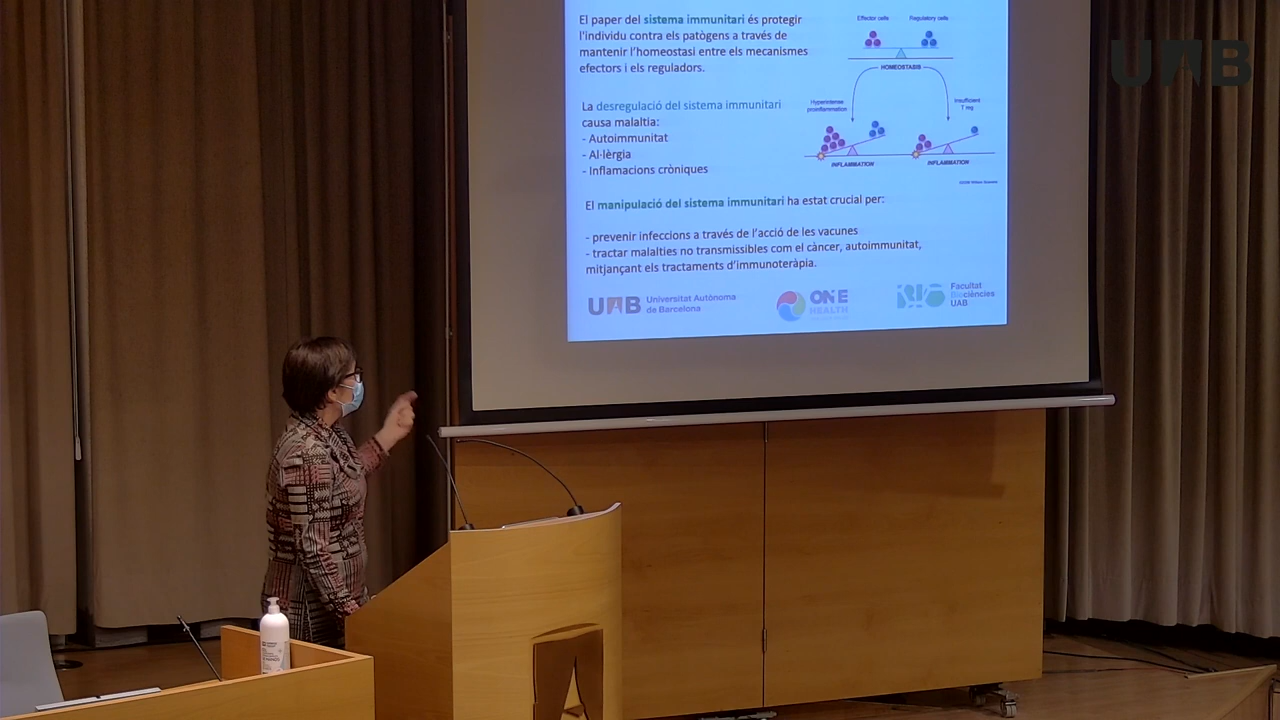 El paper del sistema immunitari és protegir
l'individu contra els patògens a través de
mantenir l'homeostasi entre els mecanismes
efectors i els reguladors.
Effector cells
Regulatory cells
HOMEOSTASIS
Hyperintense
proinflammation
Insufficient
T reg
INFLAMMATION
INFLAMMATION
La desregulació del sistema immunitari
causa malaltia:
- Autoimmunitat
- Al·lèrgia
- Inflamacions cròniques
El manipulació del sistema immunitari ha estat crucial per:
- prevenir infeccions a través de l'acció de les vacunes
- tractar malalties no transmissibles com el càncer, autoimmunitat,
mitjançant els tractaments d'immunoteràpia.
UAB
Universitat Autònoma
de Barcelona
ONE
HEALTH
Facultat
Biociències
UAB
UAB